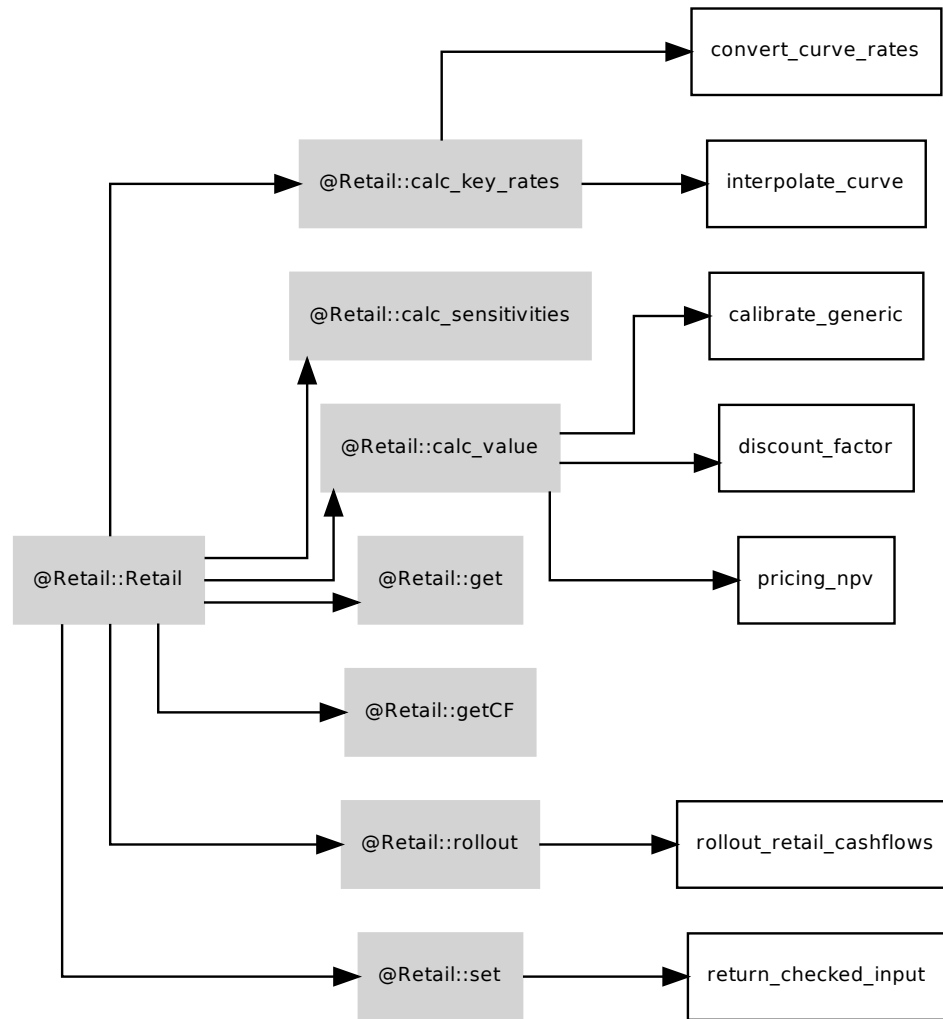 convert_curve_rates
@Retail::calc_key_rates
interpolate_curve
@Retail::calc_sensitivities
calibrate_generic
@Retail::calc_value
discount_factor
@Retail::Retail
@Retail::get
pricing_npv
@Retail::getCF
@Retail::rollout
rollout_retail_cashflows
@Retail::set
return_checked_input